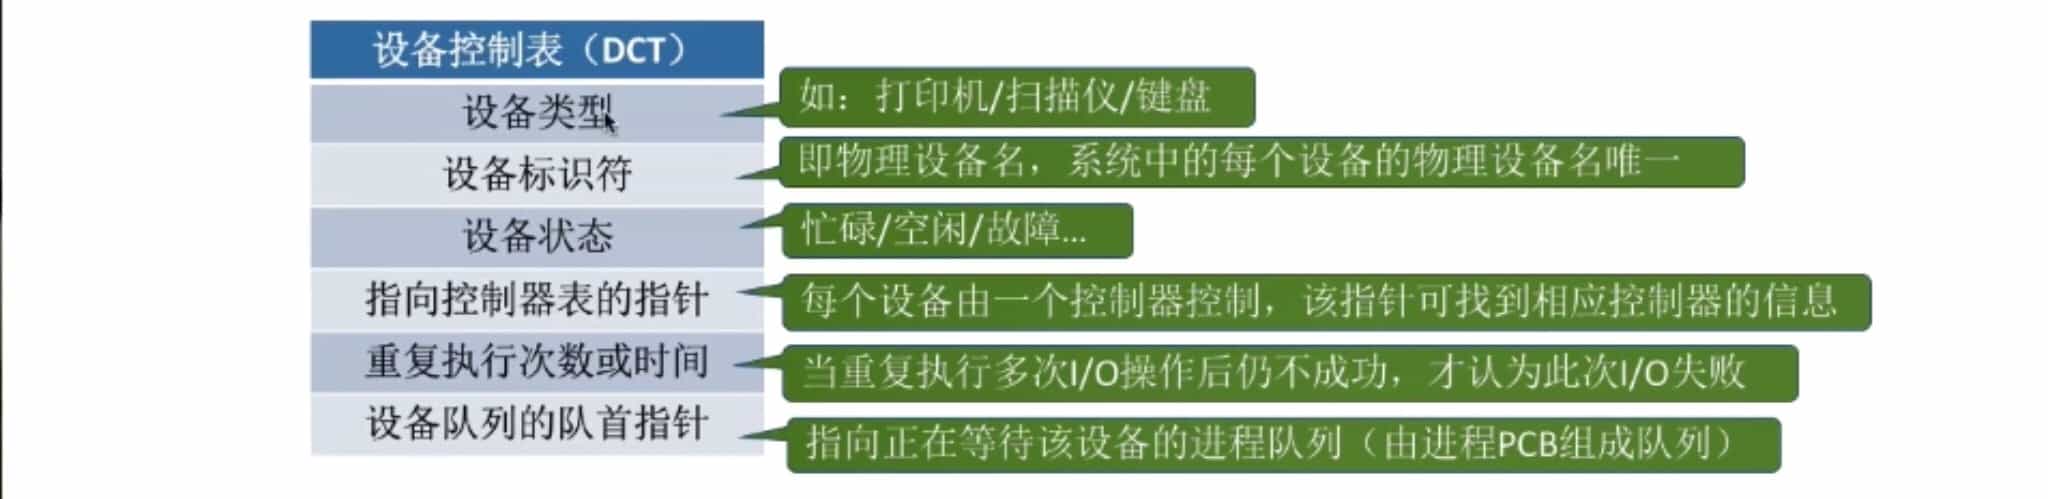 设备控制表（DCT）
设备类型
如：打印机/扫描仪/键盘
设备标识符
即物理设备名，系统中的每个设备的物理设备名唯一
设备状态
忙碌/空闲/故障...
指向控制器表的指针
每个设备由一个控制器控制，该指针可找到相应控制器的信息
重复执行次数或时间
当重复执行多次I/O操作后仍不成功，才认为此次I/O失败
设备队列的队首指针
指向正在等待该设备的进程队列（由进程PCB组成队列）